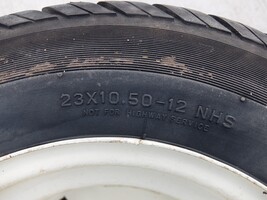 23X10.50-12 NHS
NOT FOR HIGHWAY SERVICE